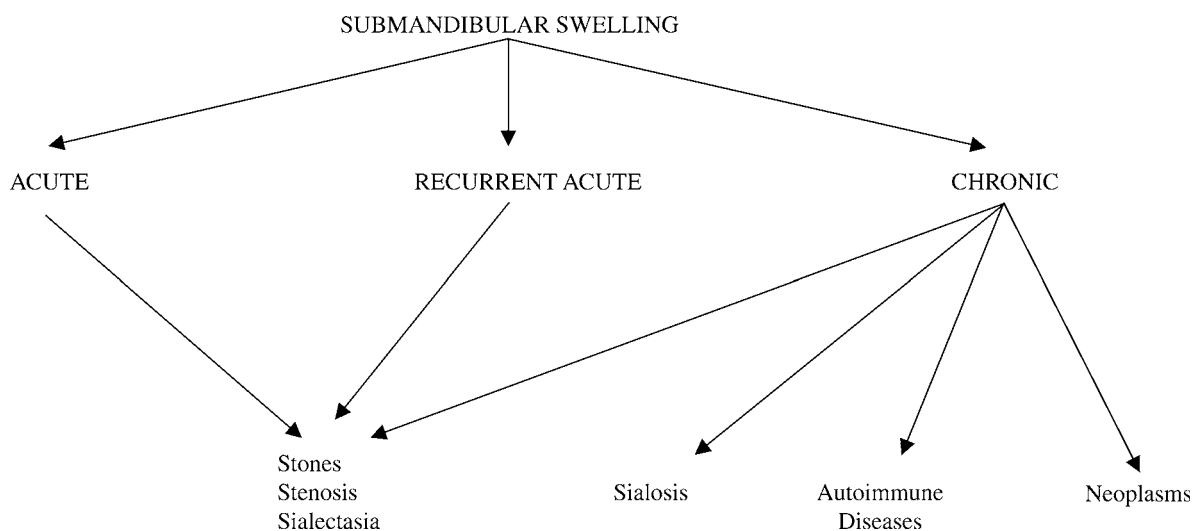 SUBMANDIBULAR SWELLING
ACUTE
RECURRENT ACUTE
CHRONIC
Stones
Stenosis
Sialectasia
Sialosis
Autoimmune
Diseases
Neoplasms